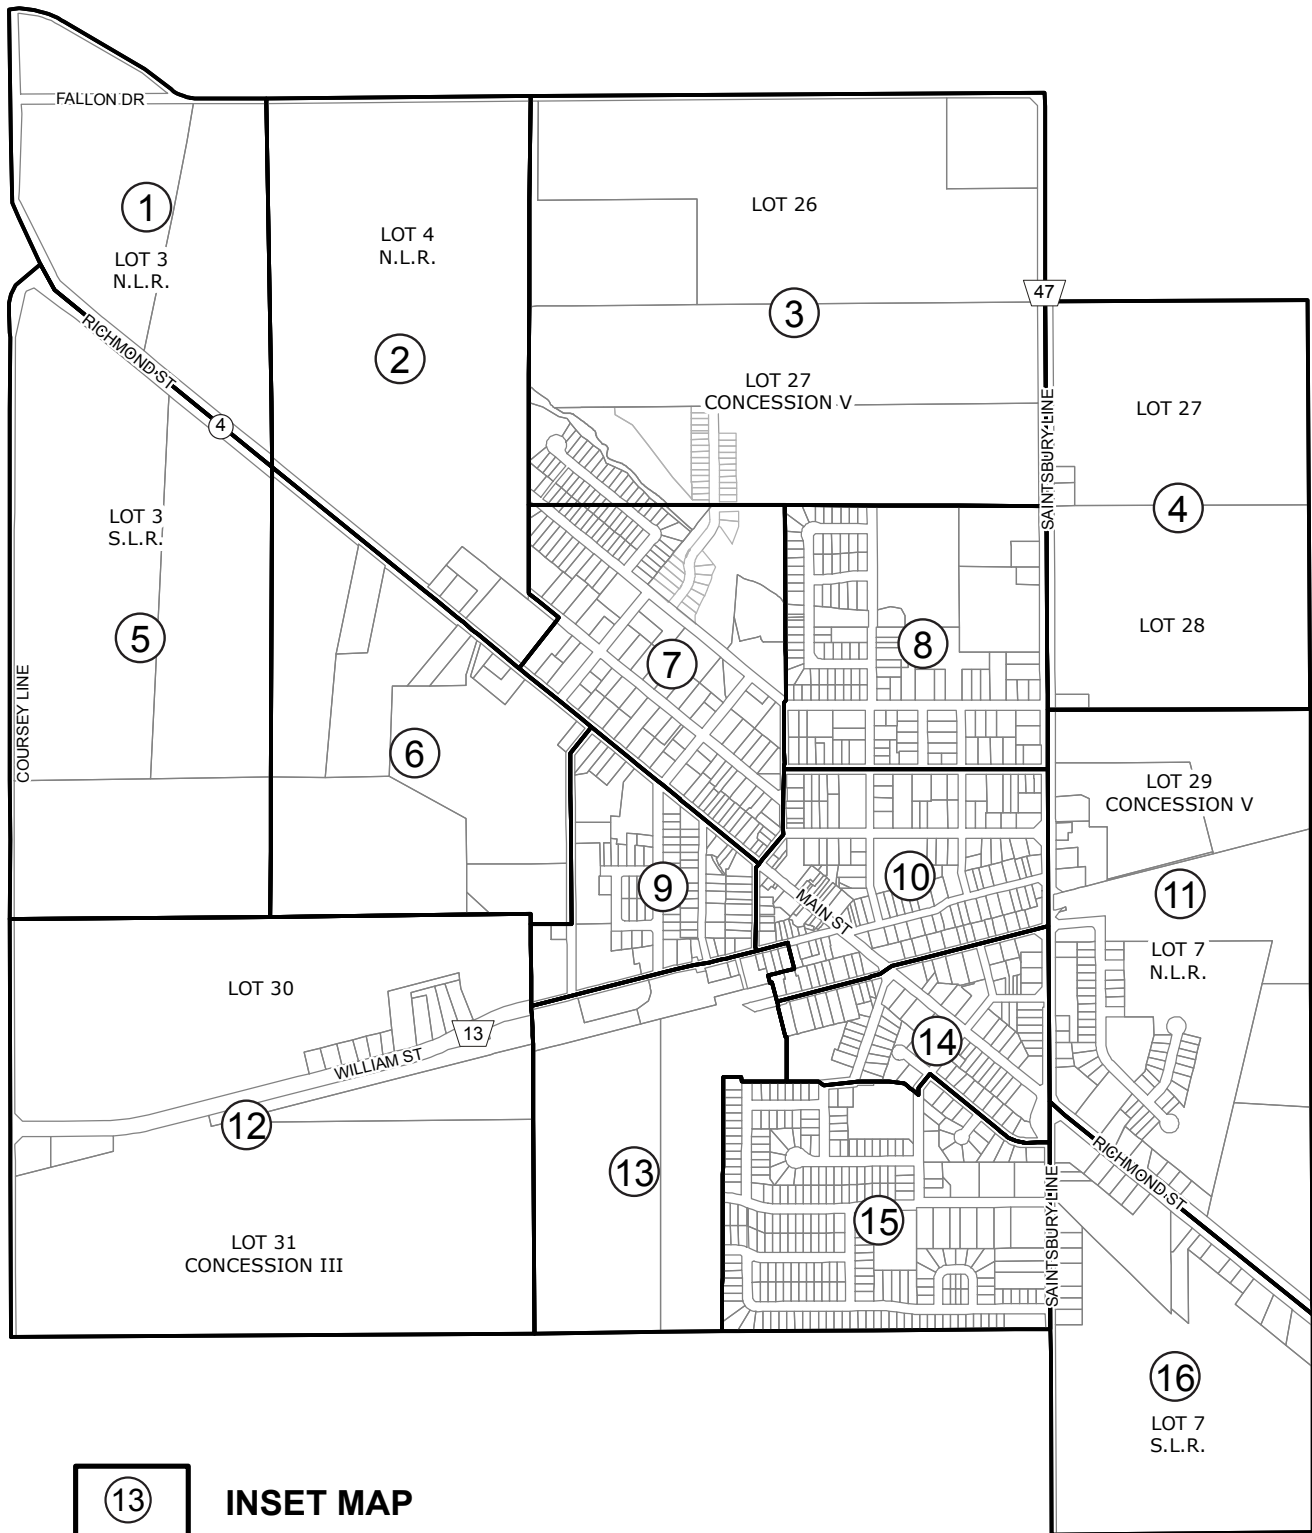 FALLON DR
1
LOT 3
N.L.R.
LOT 4
N.L.R.
2
LOT 26
47
3
LOT 27
CONCESSION V
RICHMOND ST
4
SAINTSBURY LINE
LOT 27
4
LOT 28
LOT 3
S.L.R.
5
COURSEY LINE
6
7
8
LOT 29
CONCESSION V
9
10
MAIN ST
11
LOT 7
N.L.R.
LOT 30
13
WILLIAM ST
12
14
13
15
RICHMOND ST
SAINTSBURY LINE
LOT 31
CONCESSION III
16
LOT 7
S.L.R.
13
INSET MAP